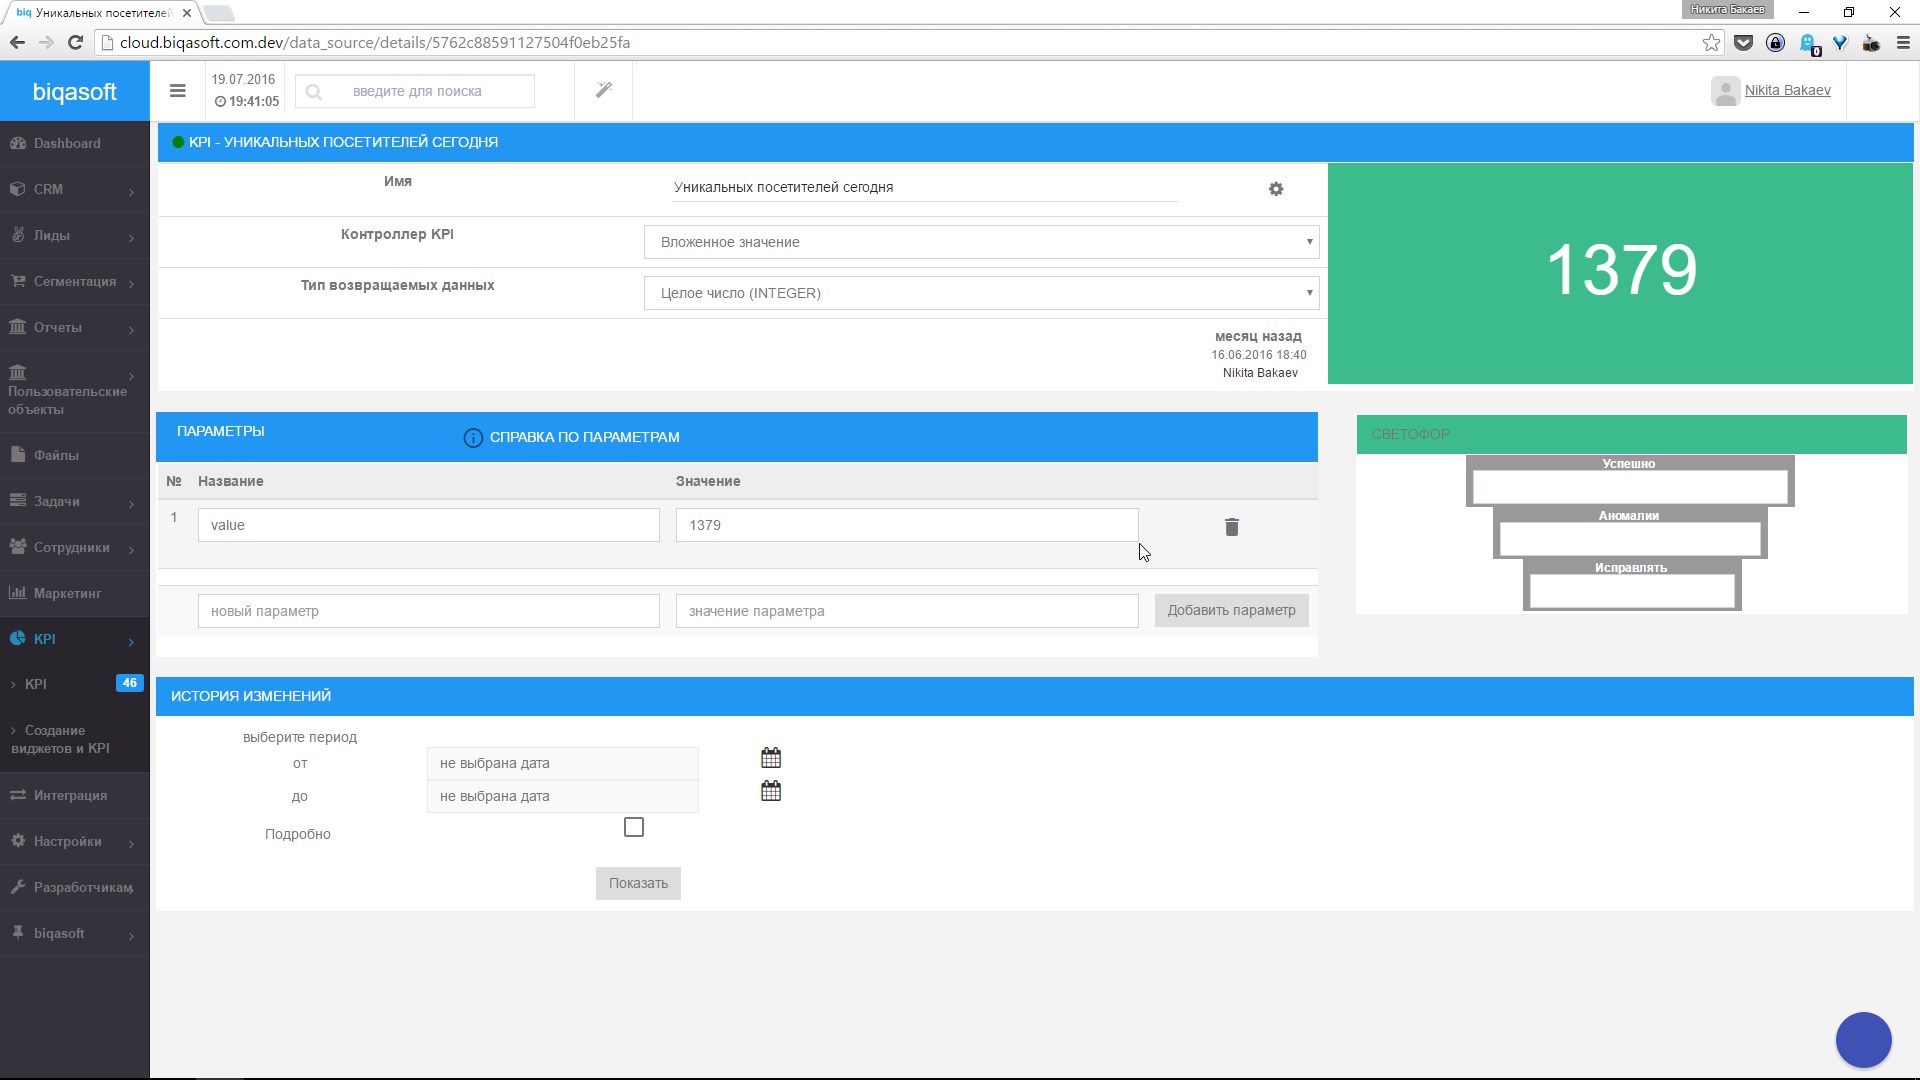 biq Уникальных посетителей
Никита Бакаев
cloud.biqasoft.com.dev/data_source/details/5762c88591127504f0eb25fa
biqasoft
19.07.2016
19:41:05
введите для поиска
Nikita Bakaev
Dashboard
CRM
Лиды
Сегментация
Отчеты
Пользовательские
объекты
Файлы
Задачи
Сотрудники
Маркетинг
KPI
KPI
46
Создание
виджетов и KPI
Интеграция
Настройки
Разработчикам
biqasoft
KPI - УНИКАЛЬНЫХ ПОСЕТИТЕЛЕЙ СЕГОДНЯ
Имя
Уникальных посетителей сегодня
Контроллер KPI
Вложенное значение
Тип возвращаемых данных
Целое число (INTEGER)
месяц назад
16.06.2016 18:40
Nikita Bakaev
1379
ПАРАМЕТРЫ
СПРАВКА ПО ПАРАМЕТРАМ
№ Название Значение
1 value 1379
новый параметр значение параметра Добавить параметр
СВЕТОФОР
Успешно
Аномалии
Исправлять
ИСТОРИЯ ИЗМЕНЕНИЙ
выберите период
от не выбрана дата
до не выбрана дата
Подробно
Показать